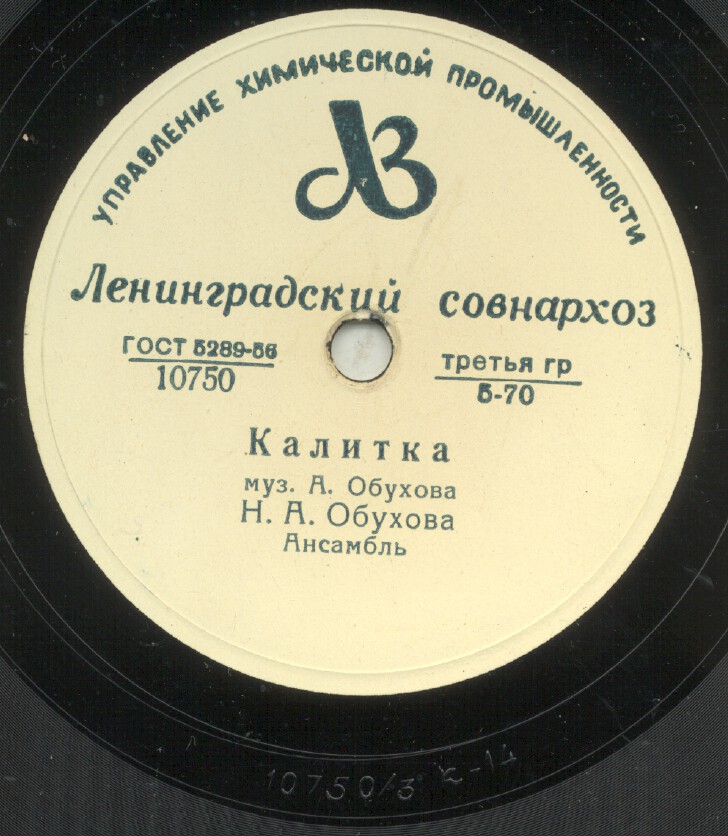 УПРАВЛЕНИЕ ХИМИЧЕСКОЙ ПРОМЫШЛЕННОСТИ
ЛЗ
Ленинградский совнархоз
ГОСТ 5289-56
10750
третья гр
5-70
Калитка
муз. А. Обухова
Н. А. Обухова
Ансамбль
10750/3